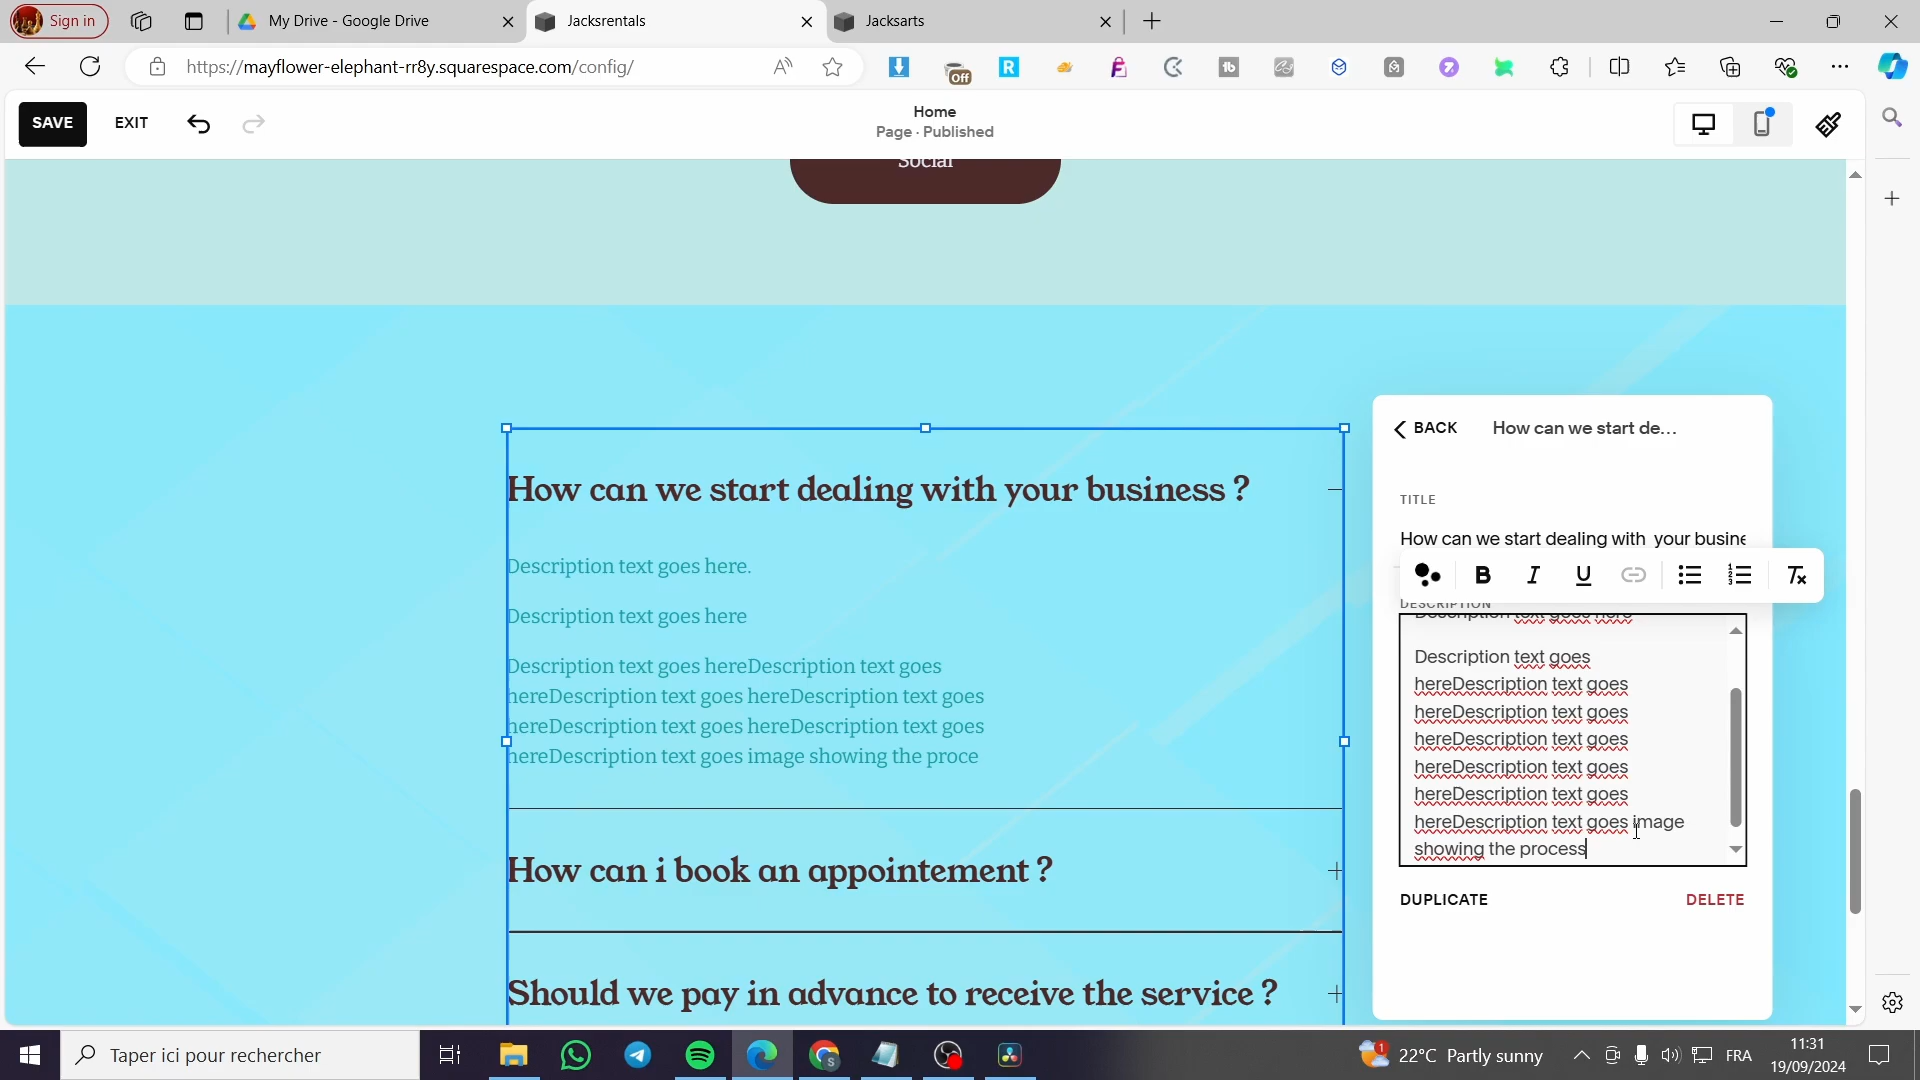 Sign in
My Drive - Google Drive
Jacksrentals
Jacksarts
https://mayflower-elephant-rr8y.squarespace.com/config/
Off
SAVE
EXIT
Home
Page · Published
Social
How can we start dealing with your business ?
Description text goes here.
Description text goes here
Description text goes hereDescription text goes
hereDescription text goes hereDescription text goes
hereDescription text goes hereDescription text goes
hereDescription text goes image showing the proce
How can i book an appointement ?
Should we pay in advance to receive the service ?
BACK
How can we start de...
TITLE
How can we start dealing with  your busine
DESCRIPTION
Description text goes here
Description text goes
hereDescription text goes
hereDescription text goes
hereDescription text goes
hereDescription text goes
hereDescription text goes
hereDescription text goes image
showing the process
DUPLICATE
DELETE
Taper ici pour rechercher
22°C Partly sunny
FRA
11:31
19/09/2024